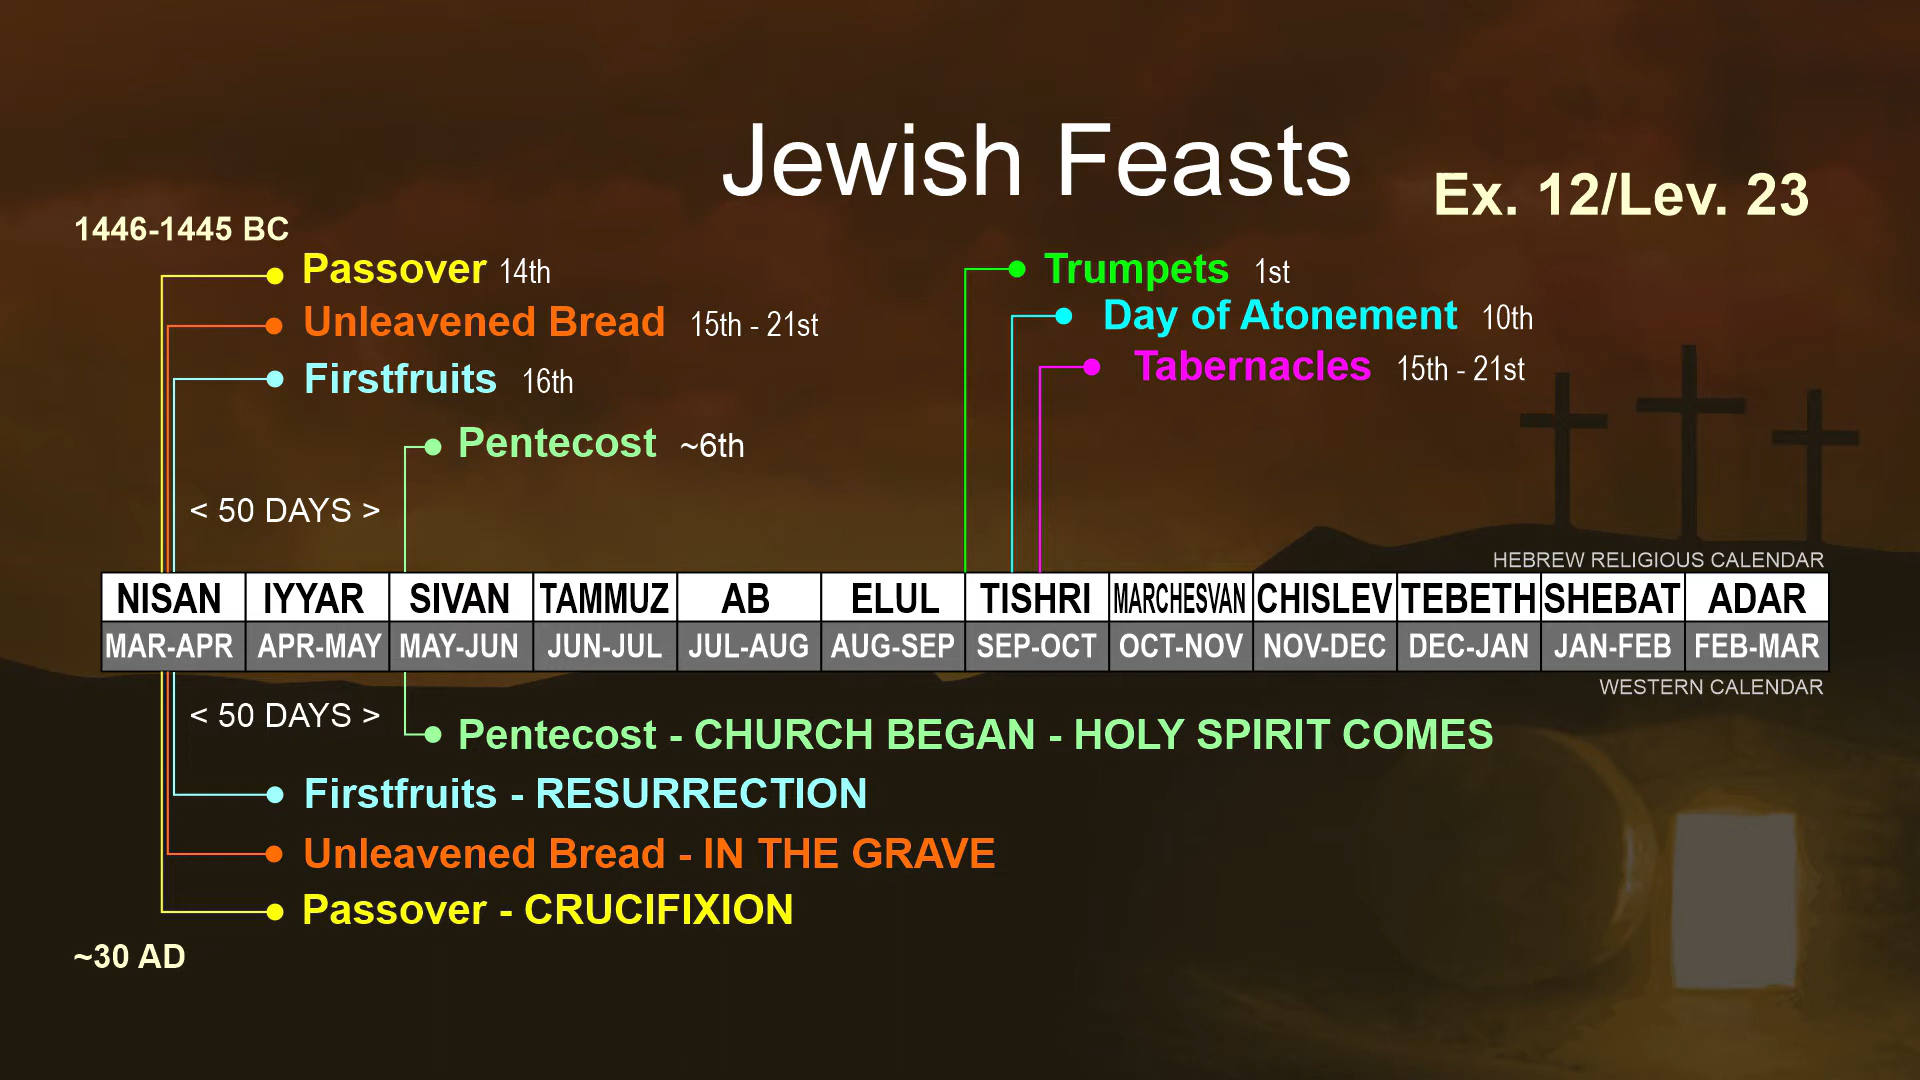 Jewish Feasts
Ex. 12/Lev. 23
1446-1445 BC
Passover 14th
Unleavened Bread 15th - 21st
Firstfruits 16th
Pentecost ~6th
< 50 DAYS >
Trumpets 1st
Day of Atonement 10th
Tabernacles 15th - 21st
HEBREW RELIGIOUS CALENDAR
NISAN IYYAR SIVAN TAMMUZ AB ELUL TISHRI MARCHESVAN CHISLEV TEBETH SHEBAT ADAR
MAR-APR APR-MAY MAY-JUN JUN-JUL JUL-AUG AUG-SEP SEP-OCT OCT-NOV NOV-DEC DEC-JAN JAN-FEB FEB-MAR
WESTERN CALENDAR
< 50 DAYS >
Pentecost - CHURCH BEGAN - HOLY SPIRIT COMES
Firstfruits - RESURRECTION
Unleavened Bread - IN THE GRAVE
Passover - CRUCIFIXION
~30 AD